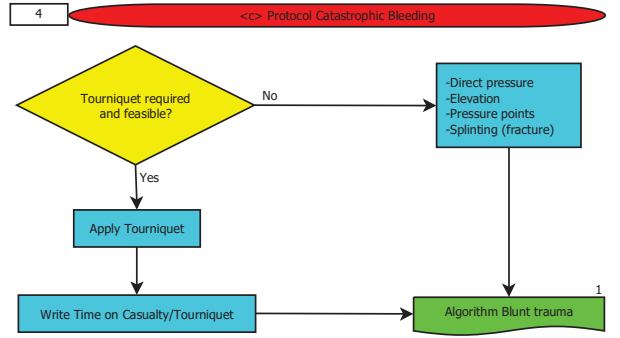 4
<c> Protocol Catastrophic Bleeding
Tourniquet required
and feasible?
No
-Direct pressure
-Elevation
-Pressure points
-Splinting (fracture)
Yes
Apply Tourniquet
Write Time on Casualty/Tourniquet
1
Algorithm Blunt trauma